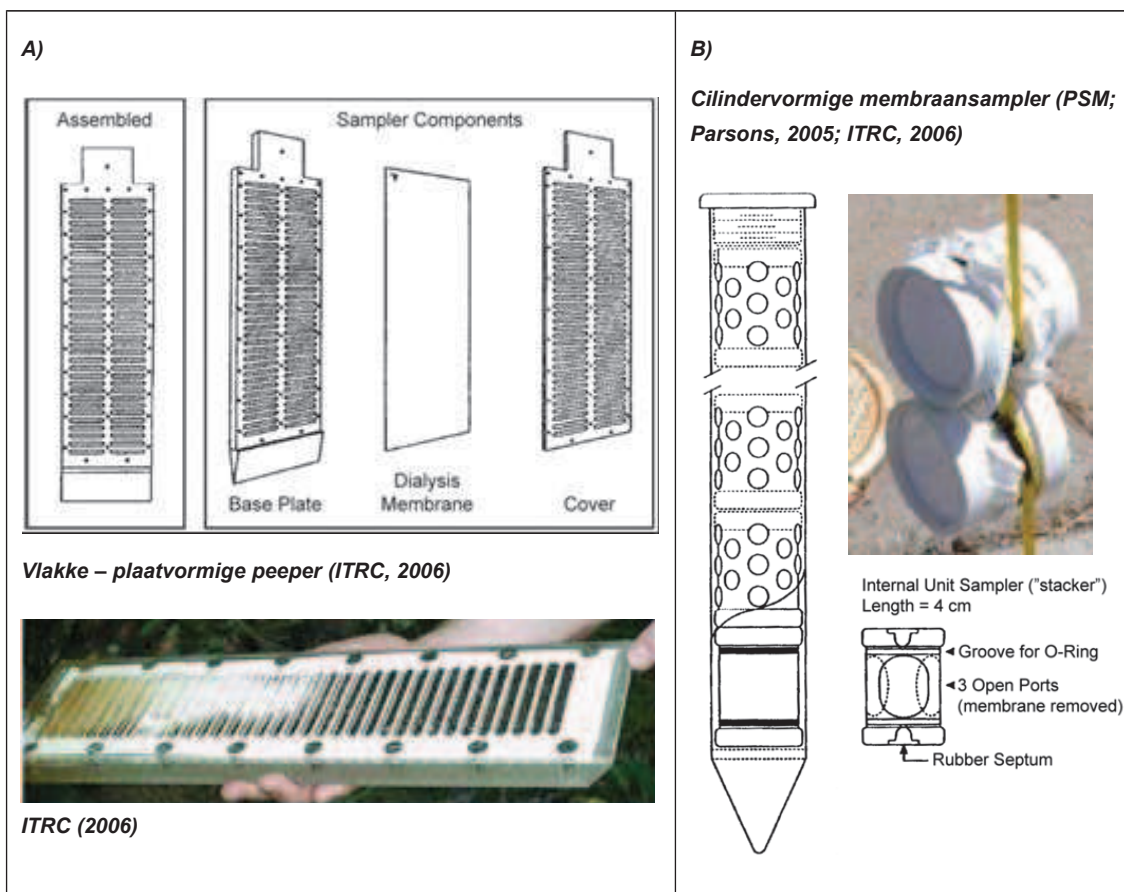 A)
Assembled
Sampler Components
Base Plate
Dialysis
Membrane
Cover
Vlakke – plaatvormige peeper (ITRC, 2006)
ITRC (2006)
B)
Cilindervormige membraansampler (PSM;
Parsons, 2005; ITRC, 2006)
Internal Unit Sampler ("stacker")
Length = 4 cm
Groove for O-Ring
3 Open Ports
(membrane removed)
Rubber Septum